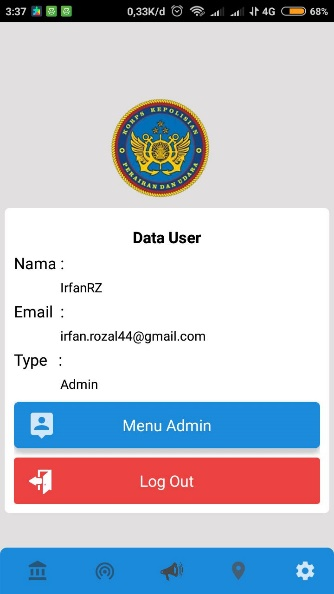 3:37
0,33K/d
4G
68%
KORPS KEPOLISIAN
PERAIRAN DAN UDARA
Data User
Nama :
IrfanRZ
Email :
irfan.rozal44@gmail.com
Type :
Admin
Menu Admin
Log Out